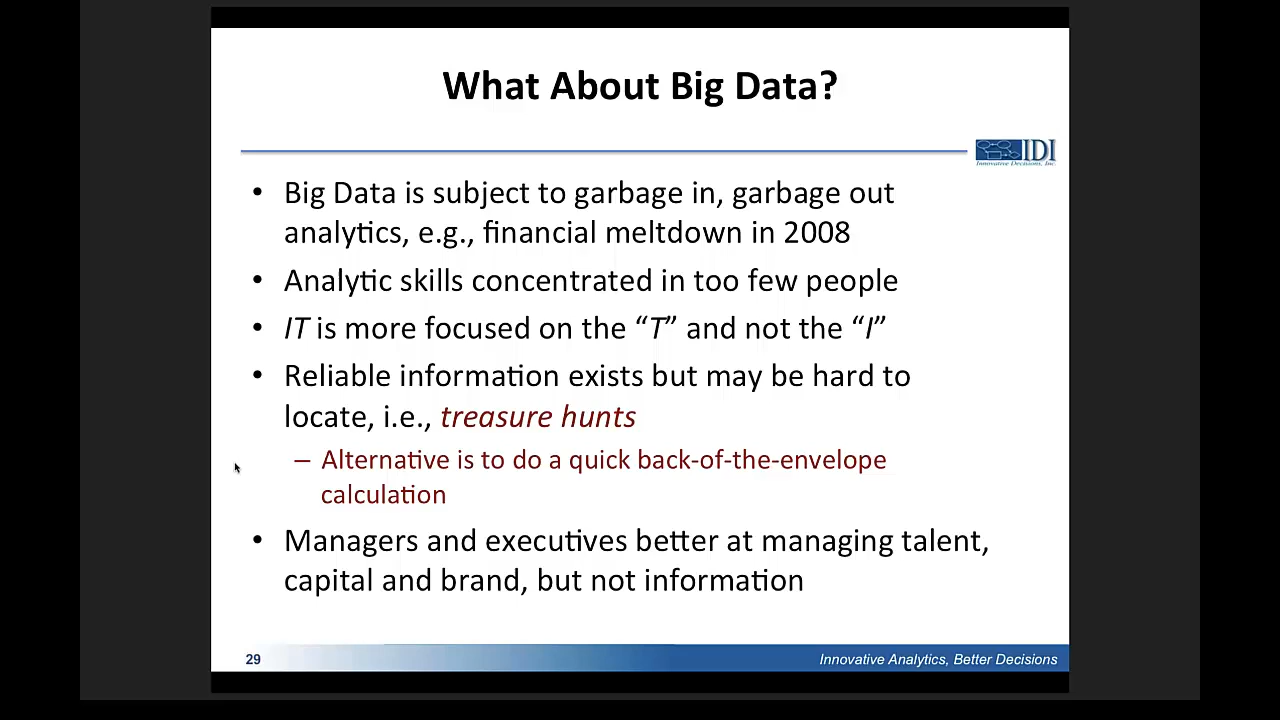 What About Big Data?
IDI
Innovative Decisions, Inc.
• Big Data is subject to garbage in, garbage out
analytics, e.g., financial meltdown in 2008
• Analytic skills concentrated in too few people
• IT is more focused on the “T” and not the “I”
• Reliable information exists but may be hard to
locate, i.e., treasure hunts
– Alternative is to do a quick back-of-the-envelope
calculation
• Managers and executives better at managing talent,
capital and brand, but not information
29
Innovative Analytics, Better Decisions